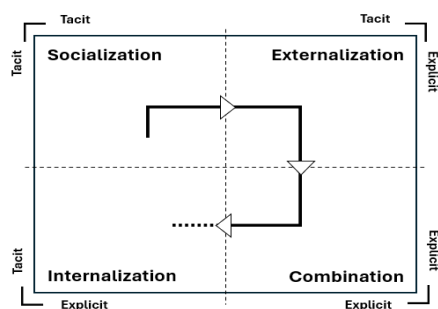 Tacit
Tacit
Tacit
Explicit
Socialization
Externalization
Tacit
Explicit
Internalization
Combination
Explicit
Explicit